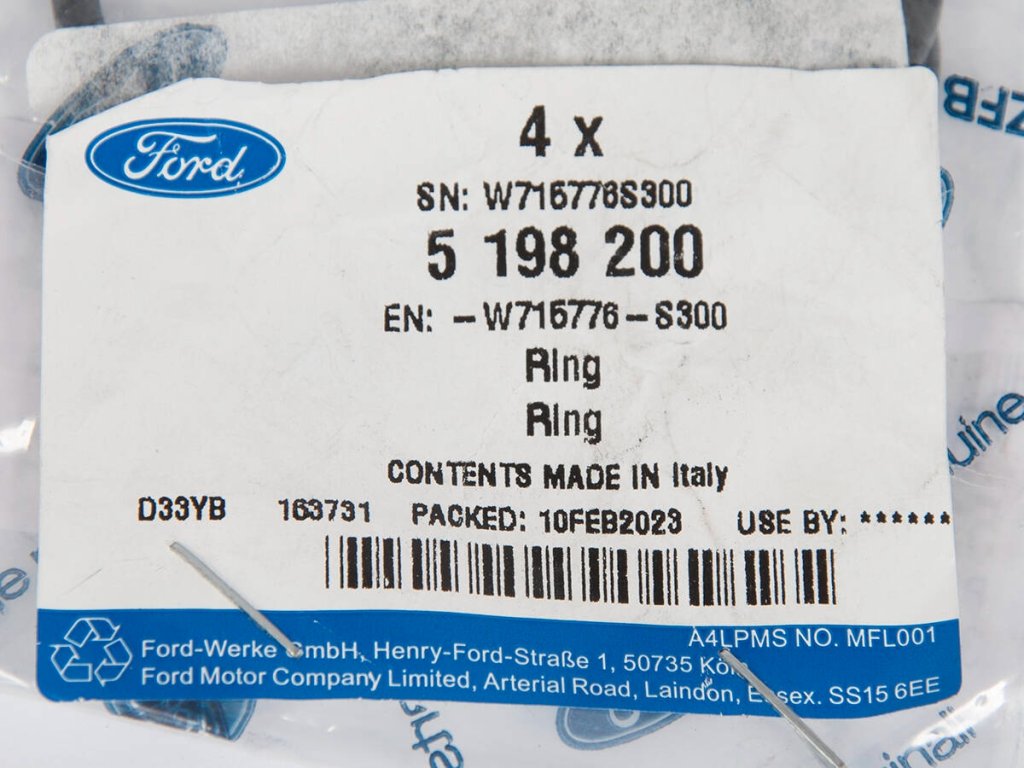 Ford
4 x
SN: W715776S300
5 198 200
EN: -W715776-S300
Ring
Ring
CONTENTS MADE IN Italy
D33YB 163731 PACKED: 10FEB2023 USE BY: ******
A4LPMS NO. MFL001
Ford-Werke GmbH, Henry-Ford-Straße 1, 50735 Köln
Ford Motor Company Limited, Arterial Road, Laindon, Essex. SS15 6EE